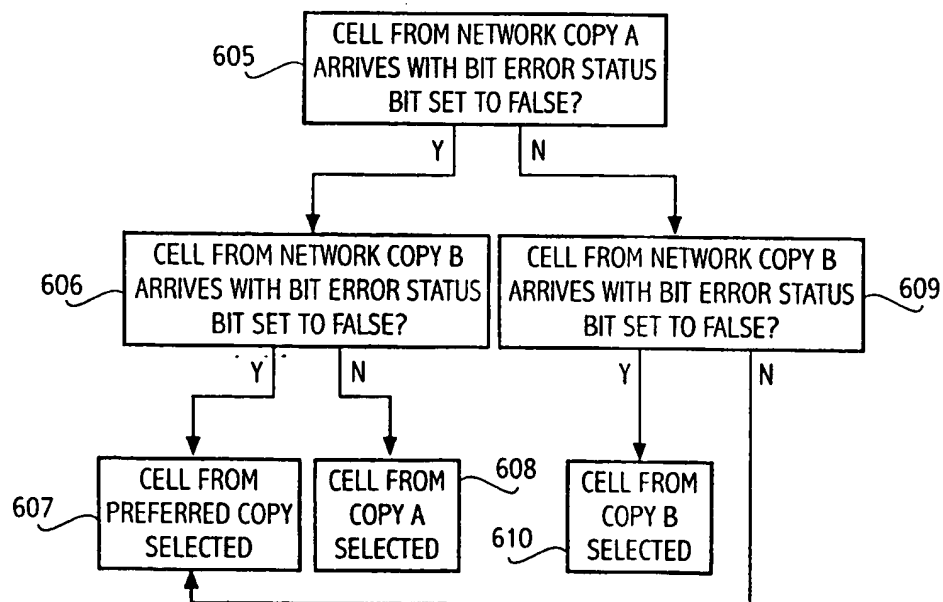 605
CELL FROM NETWORK COPY A
ARRIVES WITH BIT ERROR STATUS
BIT SET TO FALSE?
Y
N
606
CELL FROM NETWORK COPY B
ARRIVES WITH BIT ERROR STATUS
BIT SET TO FALSE?
CELL FROM NETWORK COPY B
ARRIVES WITH BIT ERROR STATUS
BIT SET TO FALSE?
609
Y
N
Y
N
607
CELL FROM
PREFERRED COPY
SELECTED
CELL FROM
COPY A
SELECTED
608
610
CELL FROM
COPY B
SELECTED